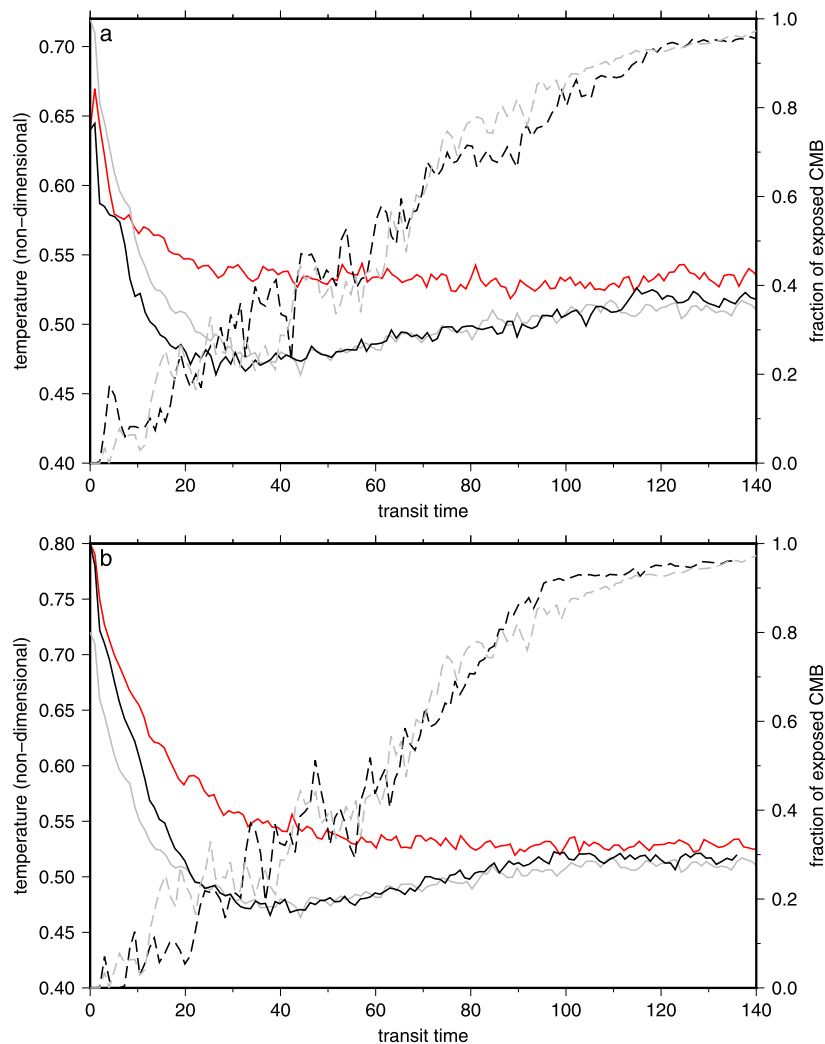 a
temperature (non−dimensional)
0.70
0.65
0.60
0.55
0.50
0.45
0.40
1.0
0.8
0.6
0.4
0.2
0.0
fraction of exposed CMB
0 20 40 60 80 100 120 140
transit time
b
temperature (non−dimensional)
0.80
0.75
0.70
0.65
0.60
0.55
0.50
0.45
0.40
1.0
0.8
0.6
0.4
0.2
0.0
fraction of exposed CMB
0 20 40 60 80 100 120 140
transit time